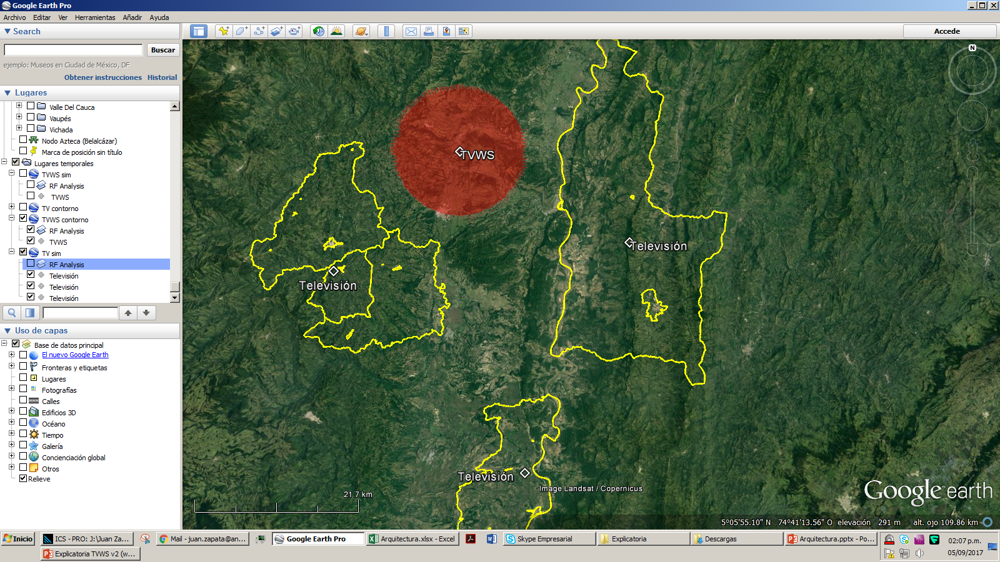 Google Earth Pro
Archivo Editar Ver Herramientas Añadir Ayuda
Search
Buscar
ejemplo: Museos en Ciudad de México, DF
Obtener instrucciones Historial
Lugares
Valle Del Cauca
Vaupés
Vichada
Nodo Azteca (Belalcázar)
Marca de posición sin título
Lugares temporales
TVWS sim
RF Analysis
TVWS
TV contorno
TVWS contorno
RF Analysis
TVWS
TV sim
RF Analysis
Televisión
Televisión
Televisión
Uso de capas
Base de datos principal
El nuevo Google Earth
Fronteras y etiquetas
Lugares
Fotografías
Calles
Edificios 3D
Océano
Tiempo
Galería
Concienciación global
Otros
Relieve
Accede
N
TVWS
Televisión
Televisión
Televisión
Image Landsat / Copernicus
21.7 km
Google earth
5°05'55.10" N 74°41'13.56" O elevación 291 m alt. ojo 109.86 km
Inicio
ICS - PRO: J:\Juan Za...
Mail - juan.zapata@an...
Google Earth Pro
Arquitectura.xlsx - Excel
Skype Empresarial
Explicatoria
Descargas
Arquitectura.pptx - Po...
02:07 p.m.
Explicatoria TVWS v2 (w...
05/09/2017